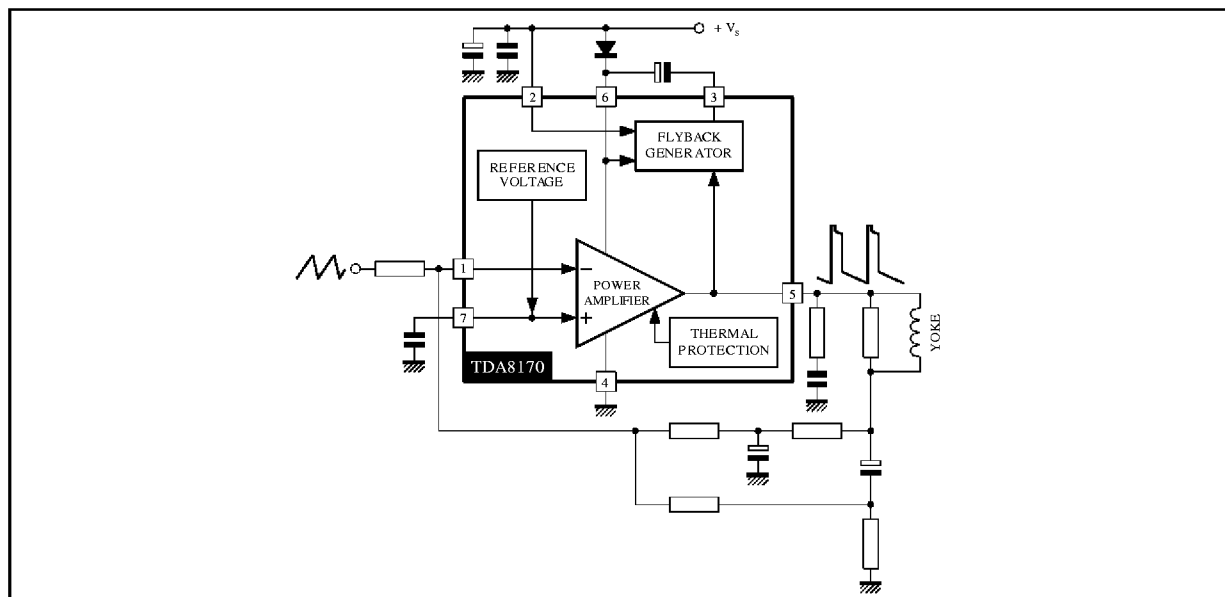 + Vs
2
6
3
FLYBACK
GENERATOR
REFERENCE
VOLTAGE
1
−
POWER
AMPLIFIER
5
7
+
THERMAL
PROTECTION
YOKE
TDA8170
4